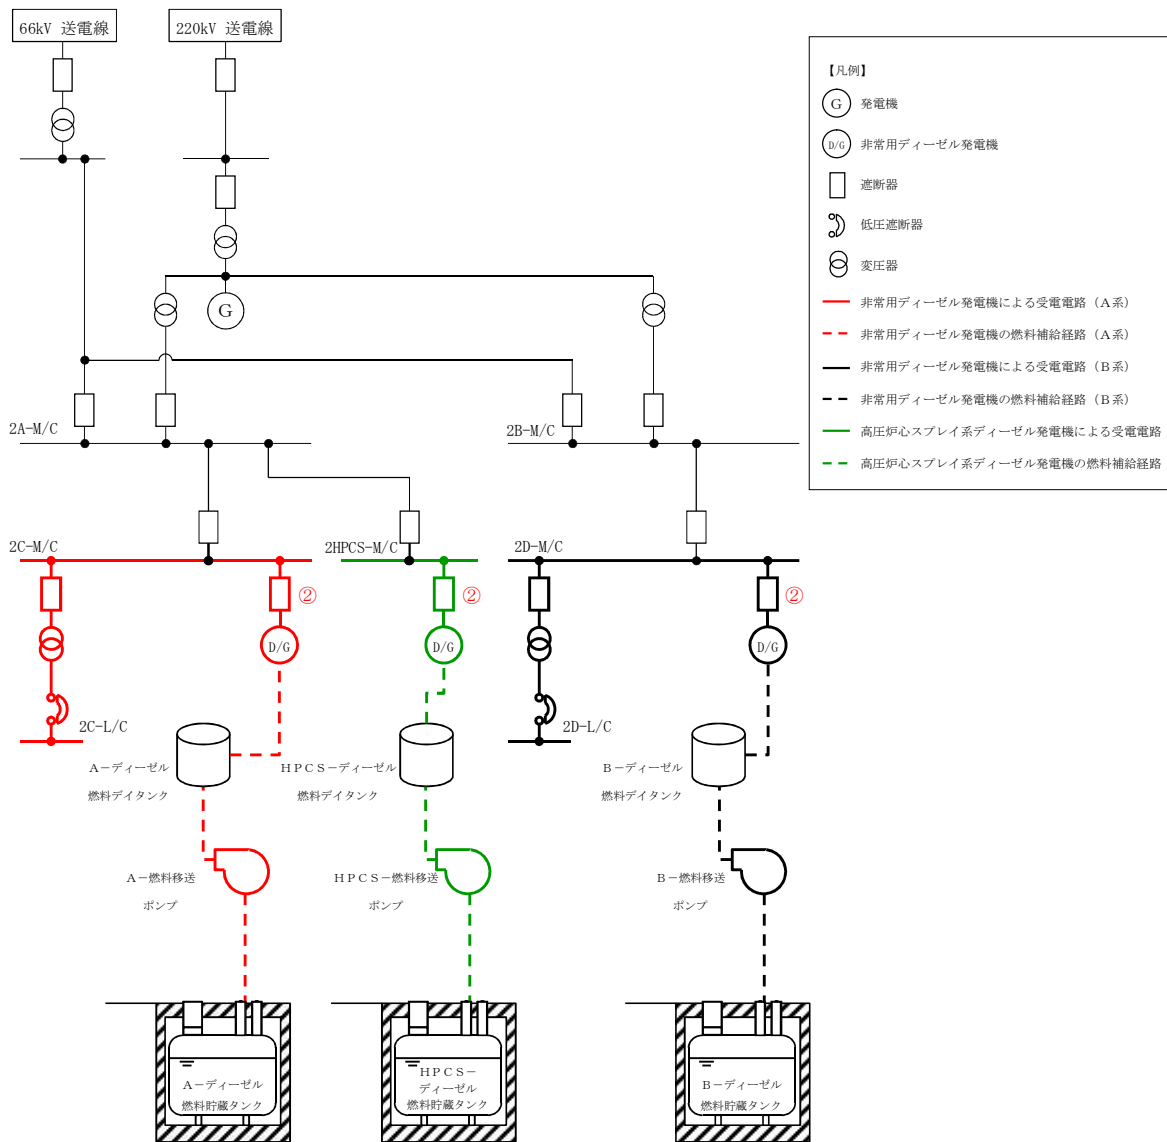 66kV 送電線
220kV 送電線
【凡例】
G 発電機
D/G 非常用ディーゼル発電機
遮断器
低圧遮断器
変圧器
非常用ディーゼル発電機による受電電路（A系）
非常用ディーゼル発電機の燃料補給経路（A系）
非常用ディーゼル発電機による受電電路（B系）
非常用ディーゼル発電機の燃料補給経路（B系）
高圧炉心スプレイ系ディーゼル発電機による受電電路
高圧炉心スプレイ系ディーゼル発電機の燃料補給経路
G
2A-M/C
2B-M/C
2C-M/C
2HPCS-M/C
2D-M/C
②
②
②
D/G
D/G
D/G
2C-L/C
2D-L/C
A－ディーゼル
燃料デイタンク
HPCS－ディーゼル
燃料デイタンク
B－ディーゼル
燃料デイタンク
A－燃料移送
ポンプ
HPCS－燃料移送
ポンプ
B－燃料移送
ポンプ
A－ディーゼル
燃料貯蔵タンク
HPCS－
ディーゼル
燃料貯蔵タンク
B－ディーゼル
燃料貯蔵タンク